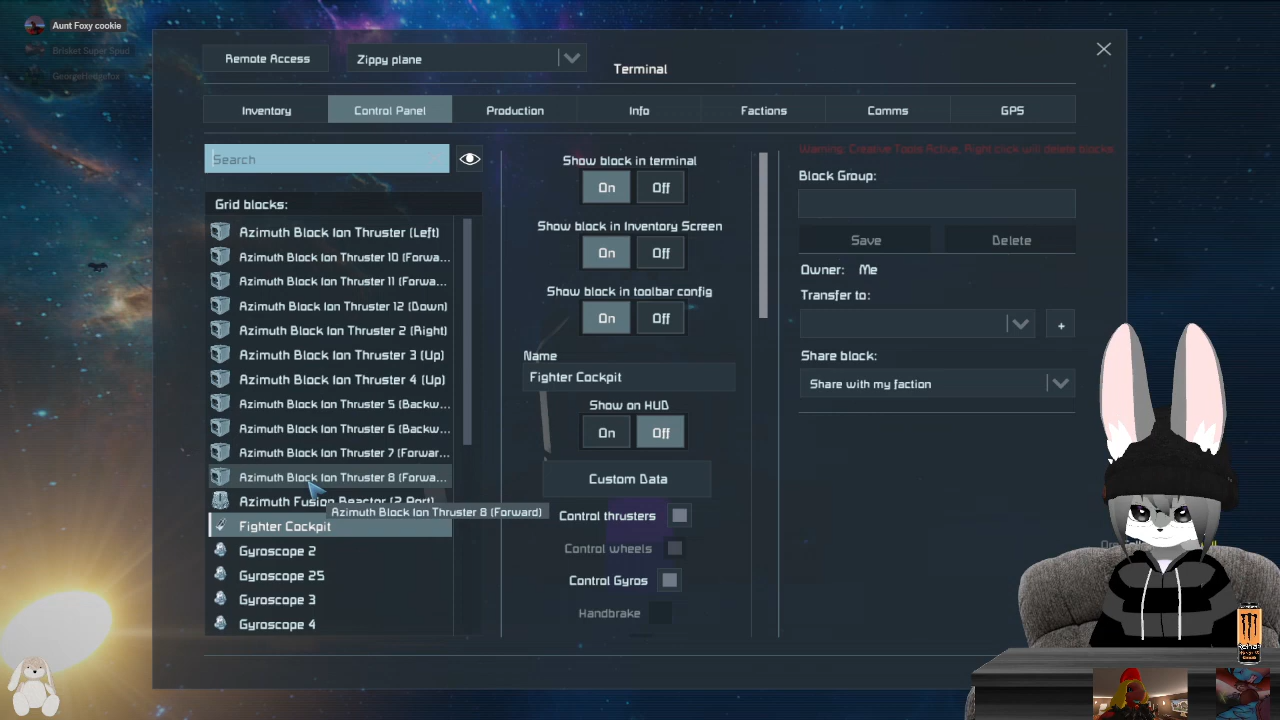 Aunt Foxy cookie
Brisket Super Spud
Remote Access
Zippy plane
Terminal
Inventory
Control Panel
Production
Info
Factions
Comms
GPS
Search
Grid blocks:
Azimuth Block Ion Thruster (Left)
Azimuth Block Ion Thruster 10 (Forwa...
Azimuth Block Ion Thruster 11 (Forwa...
Azimuth Block Ion Thruster 12 (Down)
Azimuth Block Ion Thruster 2 (Right)
Azimuth Block Ion Thruster 3 (Up)
Azimuth Block Ion Thruster 4 (Up)
Azimuth Block Ion Thruster 5 (Backw...
Azimuth Block Ion Thruster 6 (Backw...
Azimuth Block Ion Thruster 7 (Forwar...
Azimuth Block Ion Thruster 8 (Forwa...
Azimuth Fusion Reactor (2 Port)
Azimuth Block Ion Thruster 8 (Forward)
Fighter Cockpit
Gyroscope 2
Gyroscope 25
Gyroscope 3
Gyroscope 4
Show block in terminal
On Off
Show block in Inventory Screen
On Off
Show block in toolbar config
On Off
Name
Fighter Cockpit
Show on HUD
On Off
Custom Data
Control thrusters
Control wheels
Control Gyros
Handbrake
Warning: Creative Tools Active, Right click will delete blocks
Block Group:
Save
Delete
Owner: Me
Transfer to:
+
Share block:
Share with my faction